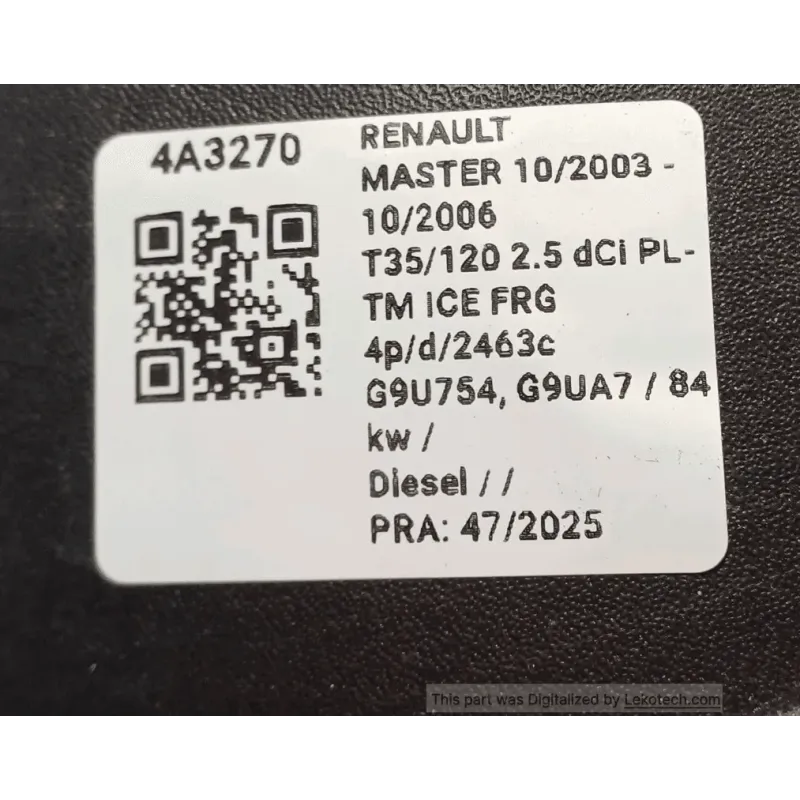 4A3270
RENAULT
MASTER 10/2003 -
10/2006
T35/120 2.5 dCi PL-
TM ICE FRG
4p/d/2463c
G9U754, G9UA7 / 84
kw /
Diesel / /
PRA: 47/2025
This part was Digitalized by Lekotech.com